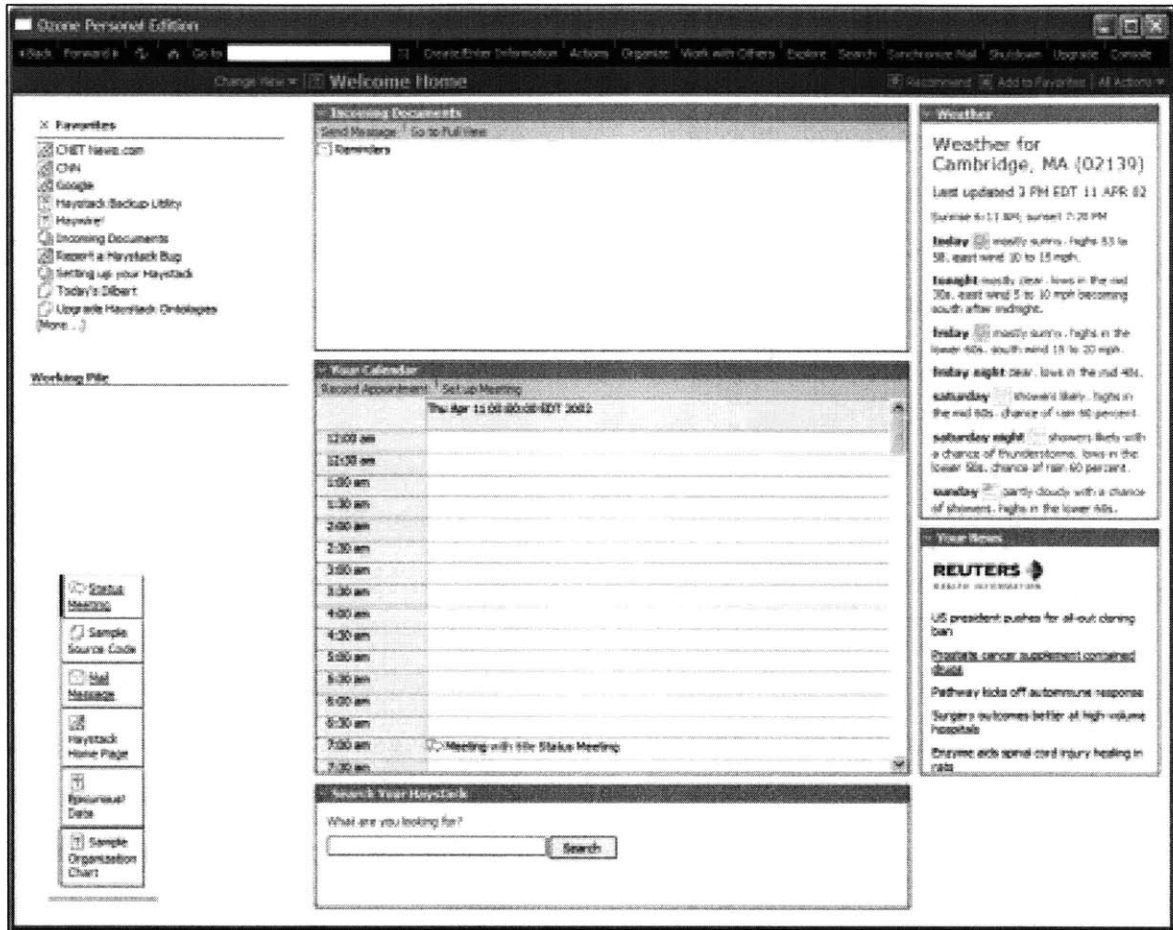 Ozone Personal Edition
Back Forward Go to Create/Enter Information Actions Organize Work with Others Explore Search Synchronize Mail Shutdown Upgrade Console
Change View Welcome Home Recommend Add to Favorites All Actions
Favorites
CNET News.com
CNN
Google
Haystack Backup Utility
Haywire!
Incoming Documents
Report a Haystack Bug
Setting up your Haystack
Today's Dilbert
Upgrade Haystack Ontologies
(More ...)
Working Pile
Status
Meeting
Sample
Source Code
Mail
Message
Haystack
Home Page
Data
Sample
Organization
Chart
Incoming Documents
Send Message Go to Full View
Reminders
Your Calendar
Record Appointment Set up Meeting
Thu Apr 11 00:00:00 EDT 2002
12:00 am
12:30 am
1:00 am
1:30 am
2:00 am
2:30 am
3:00 am
3:30 am
4:00 am
4:30 am
5:00 am
5:30 am
6:00 am
6:30 am
7:00 am Meeting with title Status Meeting
7:30 am
Search Your Haystack
What are you looking for?
Search
Weather
Weather for
Cambridge, MA (02139)
Last updated 3 PM EDT 11 APR 02
Sunrise 6:11 AM; sunset 7:20 PM
today mostly sunny. highs 53 to
58. east wind 10 to 15 mph.
tonight mostly clear. lows in the mid
30s. east wind 5 to 10 mph becoming
south after midnight.
friday mostly sunny. highs in the
lower 60s. south wind 15 to 20 mph.
friday night clear. lows in the mid 40s.
saturday showers likely. highs in
the mid 60s. chance of rain 60 percent.
saturday night showers likely with
a chance of thunderstorms. lows in the
lower 50s. chance of rain 60 percent.
sunday partly cloudy with a chance
of showers. highs in the lower 60s.
Your News
REUTERS
HEALTH INFORMATION
US president pushes for all-out cloning
ban
Prostate cancer supplement contained
drugs
Pathway kicks off autoimmune response
Surgery outcomes better at high-volume
hospitals
Enzyme aids spinal cord injury healing in
rats